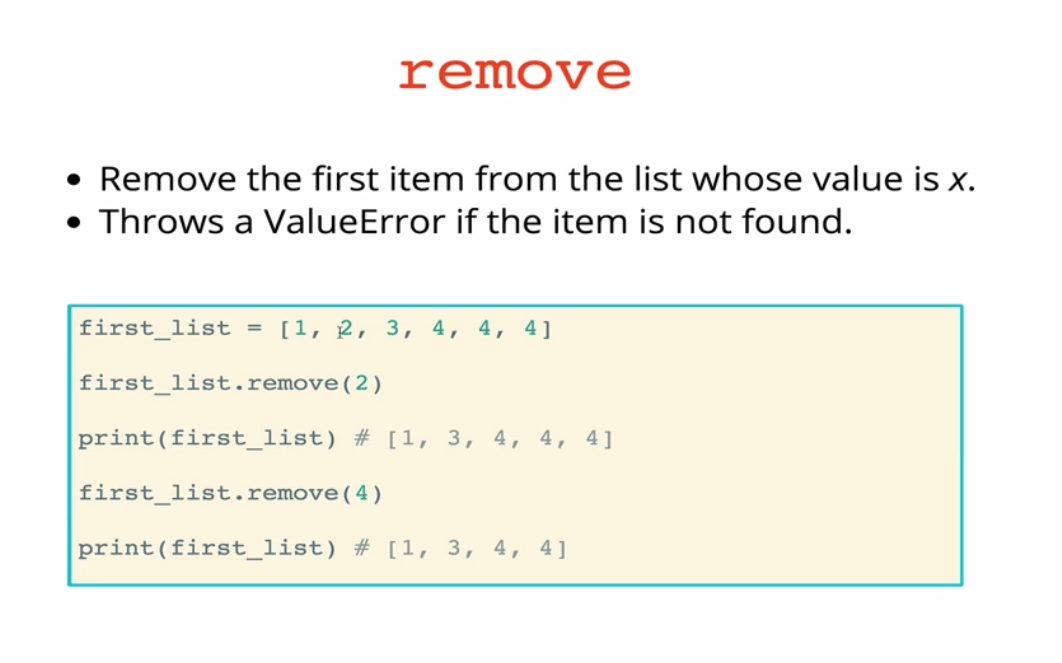 remove
• Remove the first item from the list whose value is x.
• Throws a ValueError if the item is not found.
first_list = [1, 2, 3, 4, 4, 4]
first_list.remove(2)
print(first_list) # [1, 3, 4, 4, 4]
first_list.remove(4)
print(first_list) # [1, 3, 4, 4]